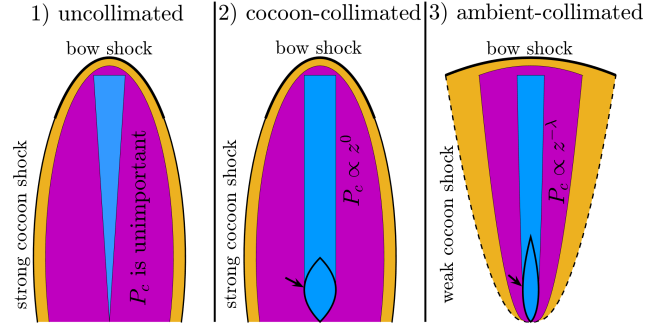 1) uncollimated
bow shock
strong cocoon shock
P_c is unimportant
2) cocoon-collimated
bow shock
strong cocoon shock
P_c ∝ z^0
3) ambient-collimated
bow shock
weak cocoon shock
P_c ∝ z^{-λ}